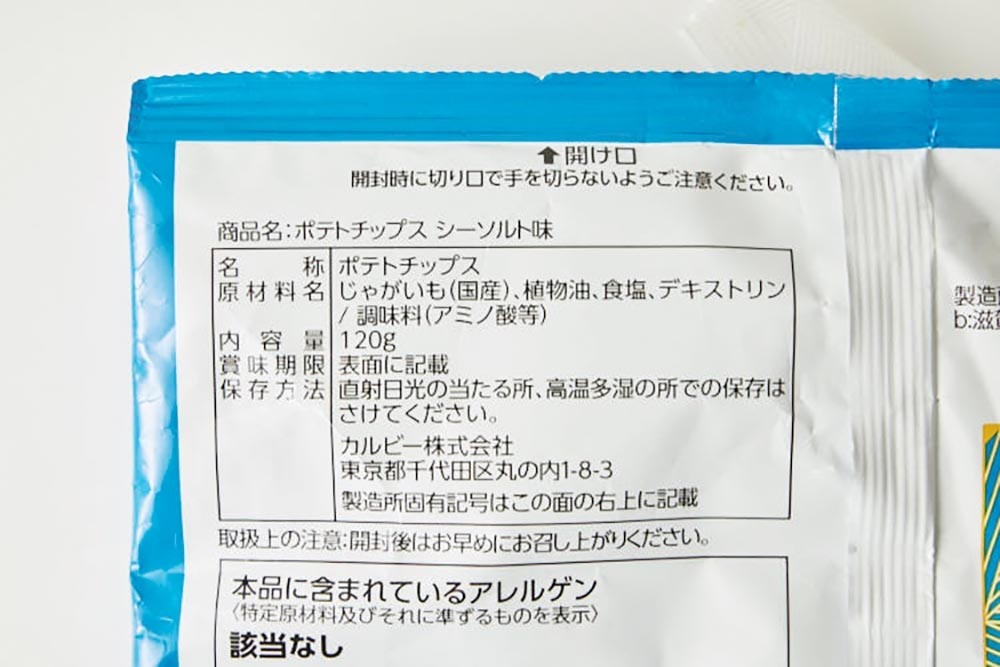 ⬆開け口
開封時に切り口で手を切らないようご注意ください。
商品名:ポテトチップス シーソルト味
名称 ポテトチップス
原材料名 じゃがいも(国産)、植物油、食塩、デキストリン
/ 調味料(アミノ酸等)
内容量 120g
賞味期限 表面に記載
保存方法 直射日光の当たる所、高温多湿の所での保存は
さけてください。
カルビー株式会社
東京都千代田区丸の内1-8-3
製造所固有記号はこの面の右上に記載
取扱上の注意:開封後はお早めにお召し上がりください。
本品に含まれているアレルゲン
〈特定原材料及びそれに準ずるものを表示〉
該当なし
製造
b:滋